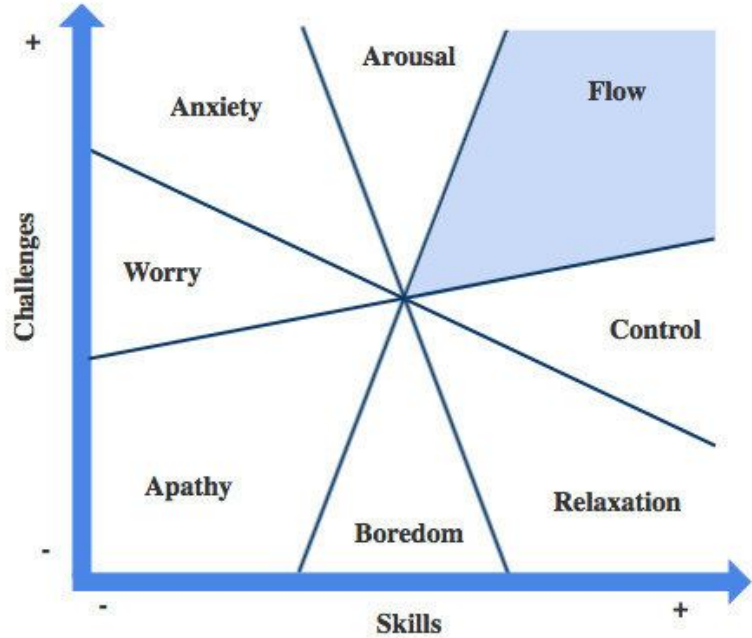 +
Arousal
Flow
Anxiety
Challenges
Worry
Control
Apathy
Relaxation
Boredom
-
-
+
Skills